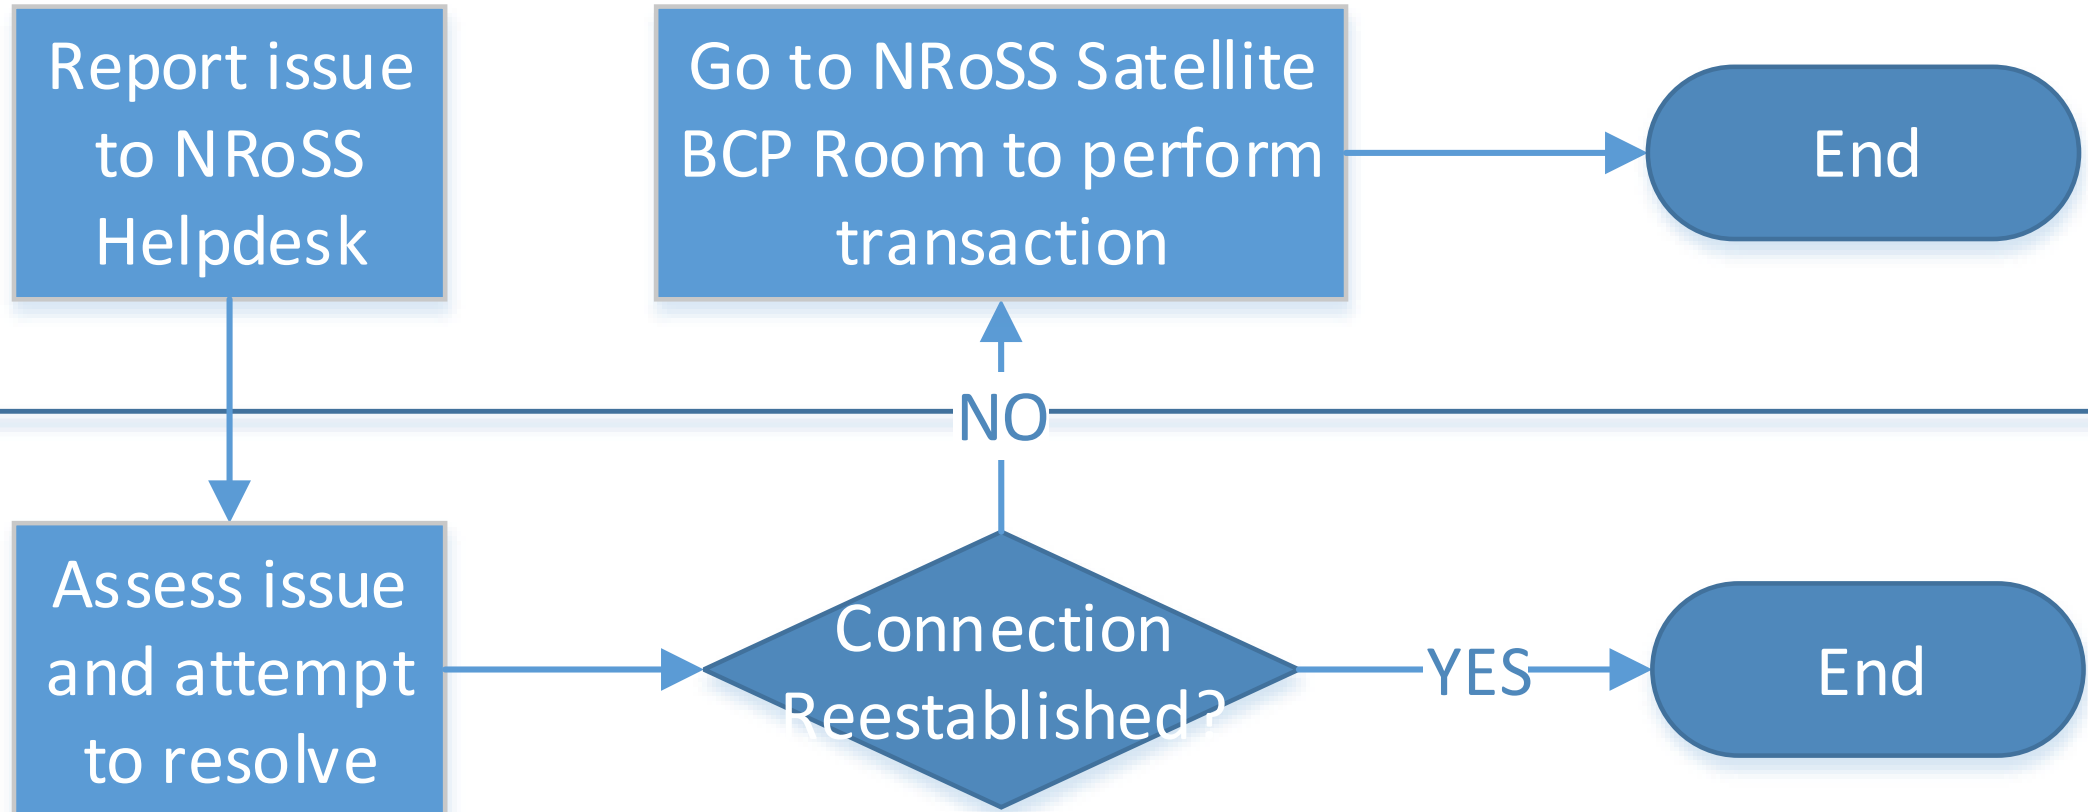 Report issue
to NRoSS
Helpdesk
Go to NRoSS Satellite
BCP Room to perform
transaction
End
NO
Assess issue
and attempt
to resolve
Connection
Reestablished?
YES
End